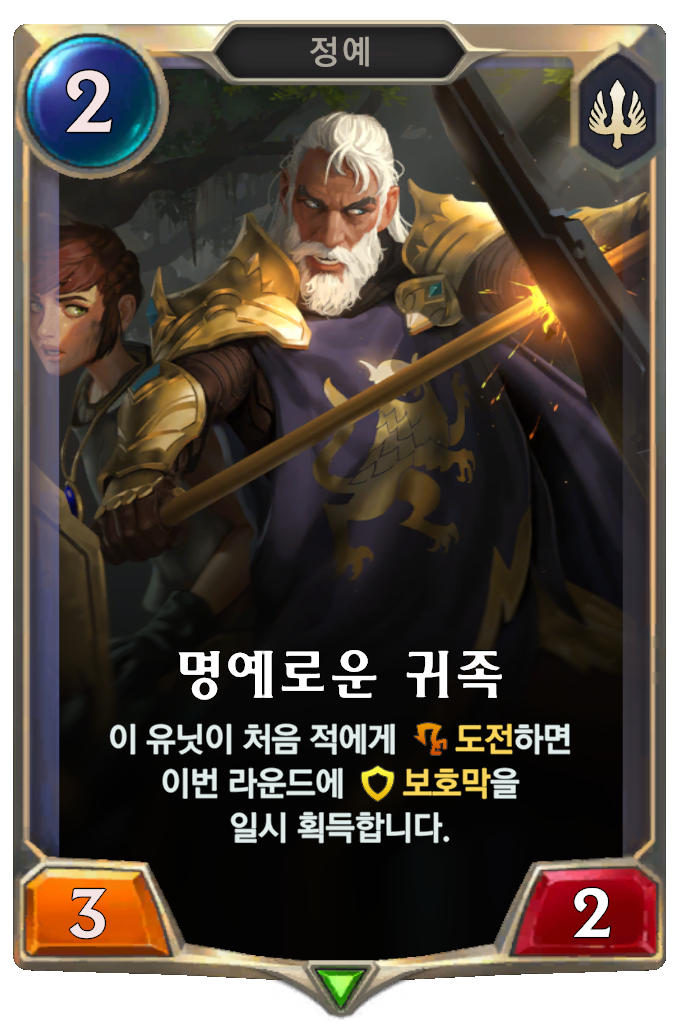 정예
2
명예로운 귀족
이 유닛이 처음 적에게 도전하면
이번 라운드에 보호막을
일시 획득합니다.
3
2